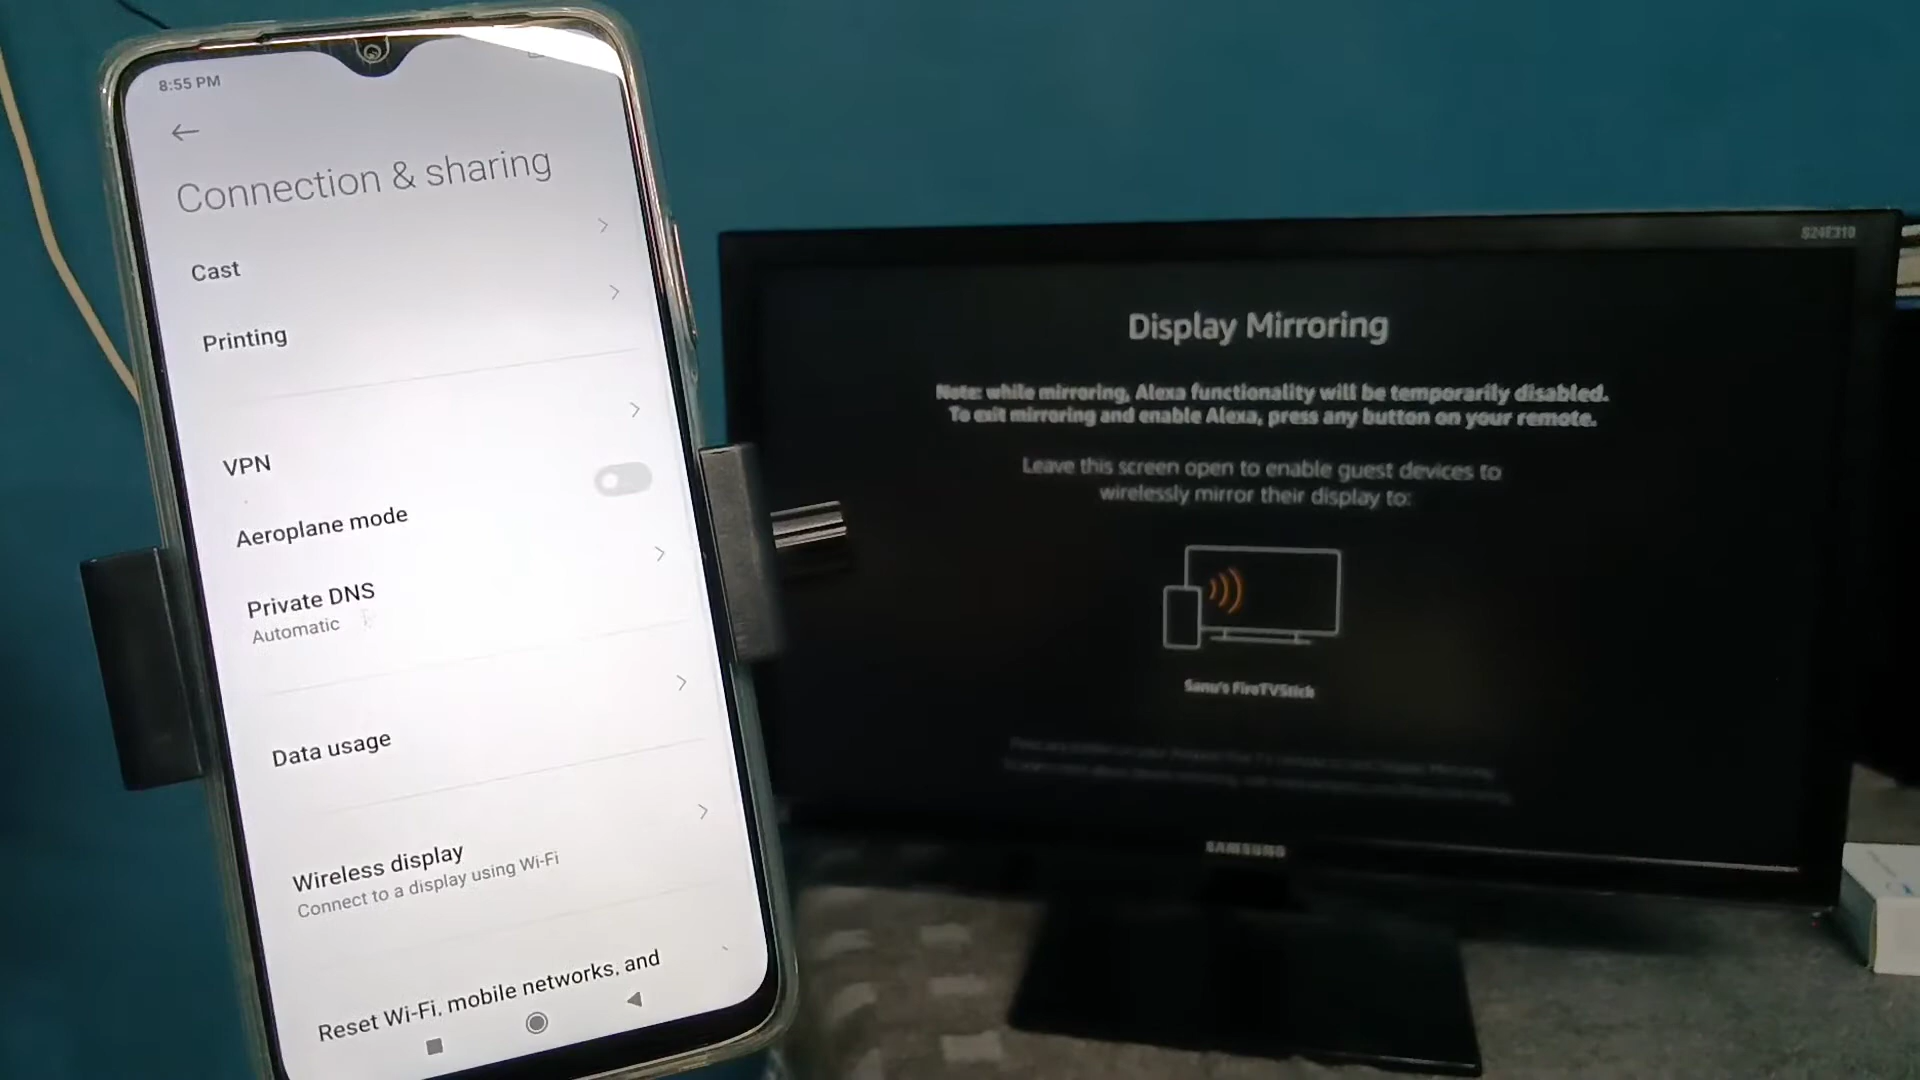 8:55 PM
Connection & sharing
Cast
Printing
VPN
Aeroplane mode
Private DNS
Automatic
Data usage
Wireless display
Connect to a display using Wi-Fi
Reset Wi-Fi, mobile networks, and
S24E310
Display Mirroring
Note: while mirroring, Alexa functionality will be temporarily disabled.
To exit mirroring and enable Alexa, press any button on your remote.
Leave this screen open to enable guest devices to
wirelessly mirror their display to:
Sanu's FireTVStick
SAMSUNG